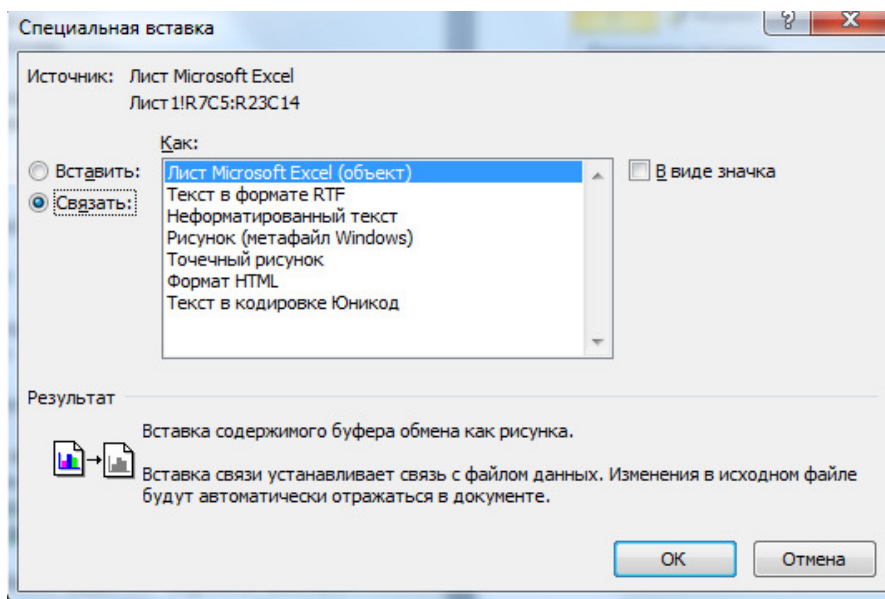 Специальная вставка
Источник: Лист Microsoft Excel
Лист1!R7C5:R23C14
Как:
Вставить:
Связать:
Лист Microsoft Excel (объект)
Текст в формате RTF
Неформатированный текст
Рисунок (метафайл Windows)
Точечный рисунок
Формат HTML
Текст в кодировке Юникод
В виде значка
Результат
Вставка содержимого буфера обмена как рисунка.
Вставка связи устанавливает связь с файлом данных. Изменения в исходном файле
будут автоматически отражаться в документе.
ОК
Отмена